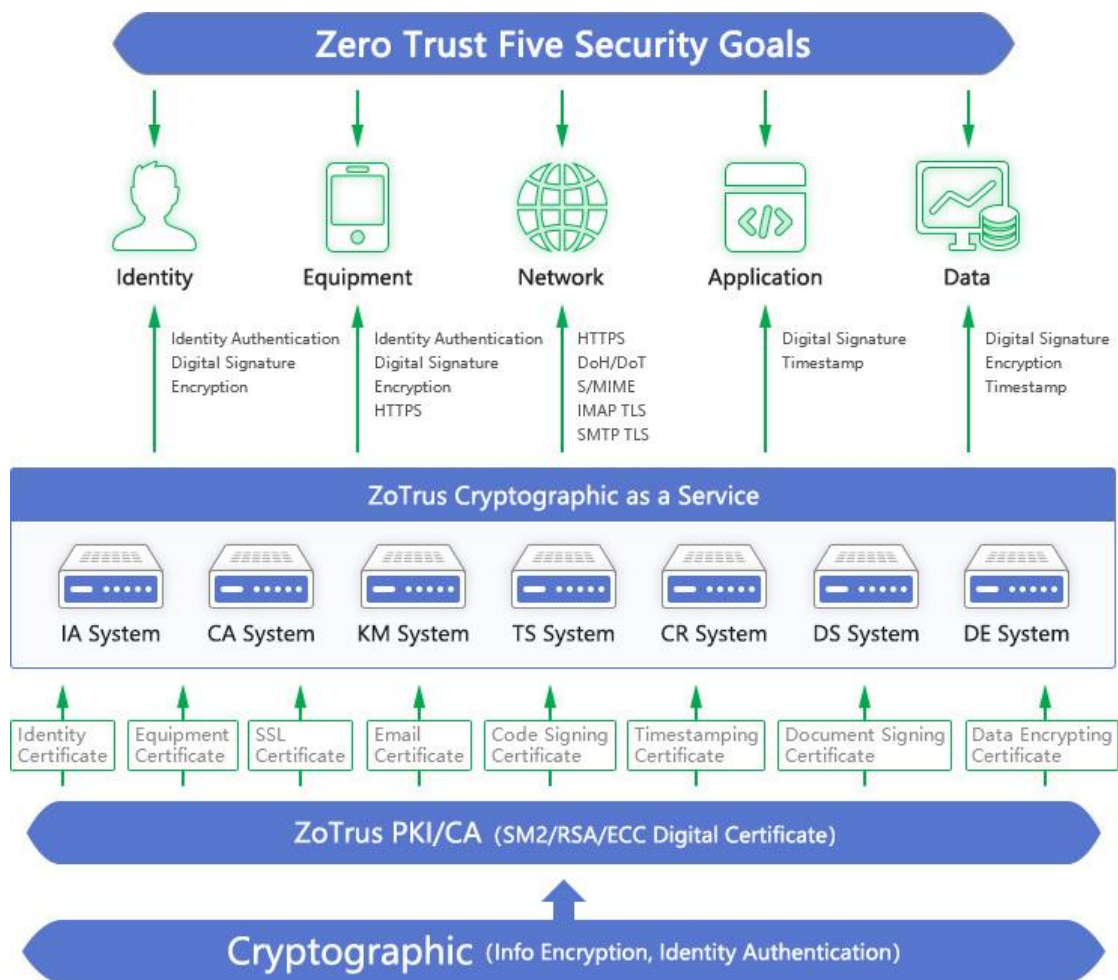 Zero Trust Five Security Goals
Identity
Equipment
Network
Application
Data
Identity Authentication
Digital Signature
Encryption
Identity Authentication
Digital Signature
Encryption
HTTPS
HTTPS
DoH/DoT
S/MIME
IMAP TLS
SMTP TLS
Digital Signature
Timestamp
Digital Signature
Encryption
Timestamp
ZoTrus Cryptographic as a Service
IA System
CA System
KM System
TS System
CR System
DS System
DE System
Identity
Certificate
Equipment
Certificate
SSL
Certificate
Email
Certificate
Code Signing
Certificate
Timestamping
Certificate
Document Signing
Certificate
Data Encrypting
Certificate
ZoTrus PKI/CA (SM2/RSA/ECC Digital Certificate)
Cryptographic (Info Encryption, Identity Authentication)